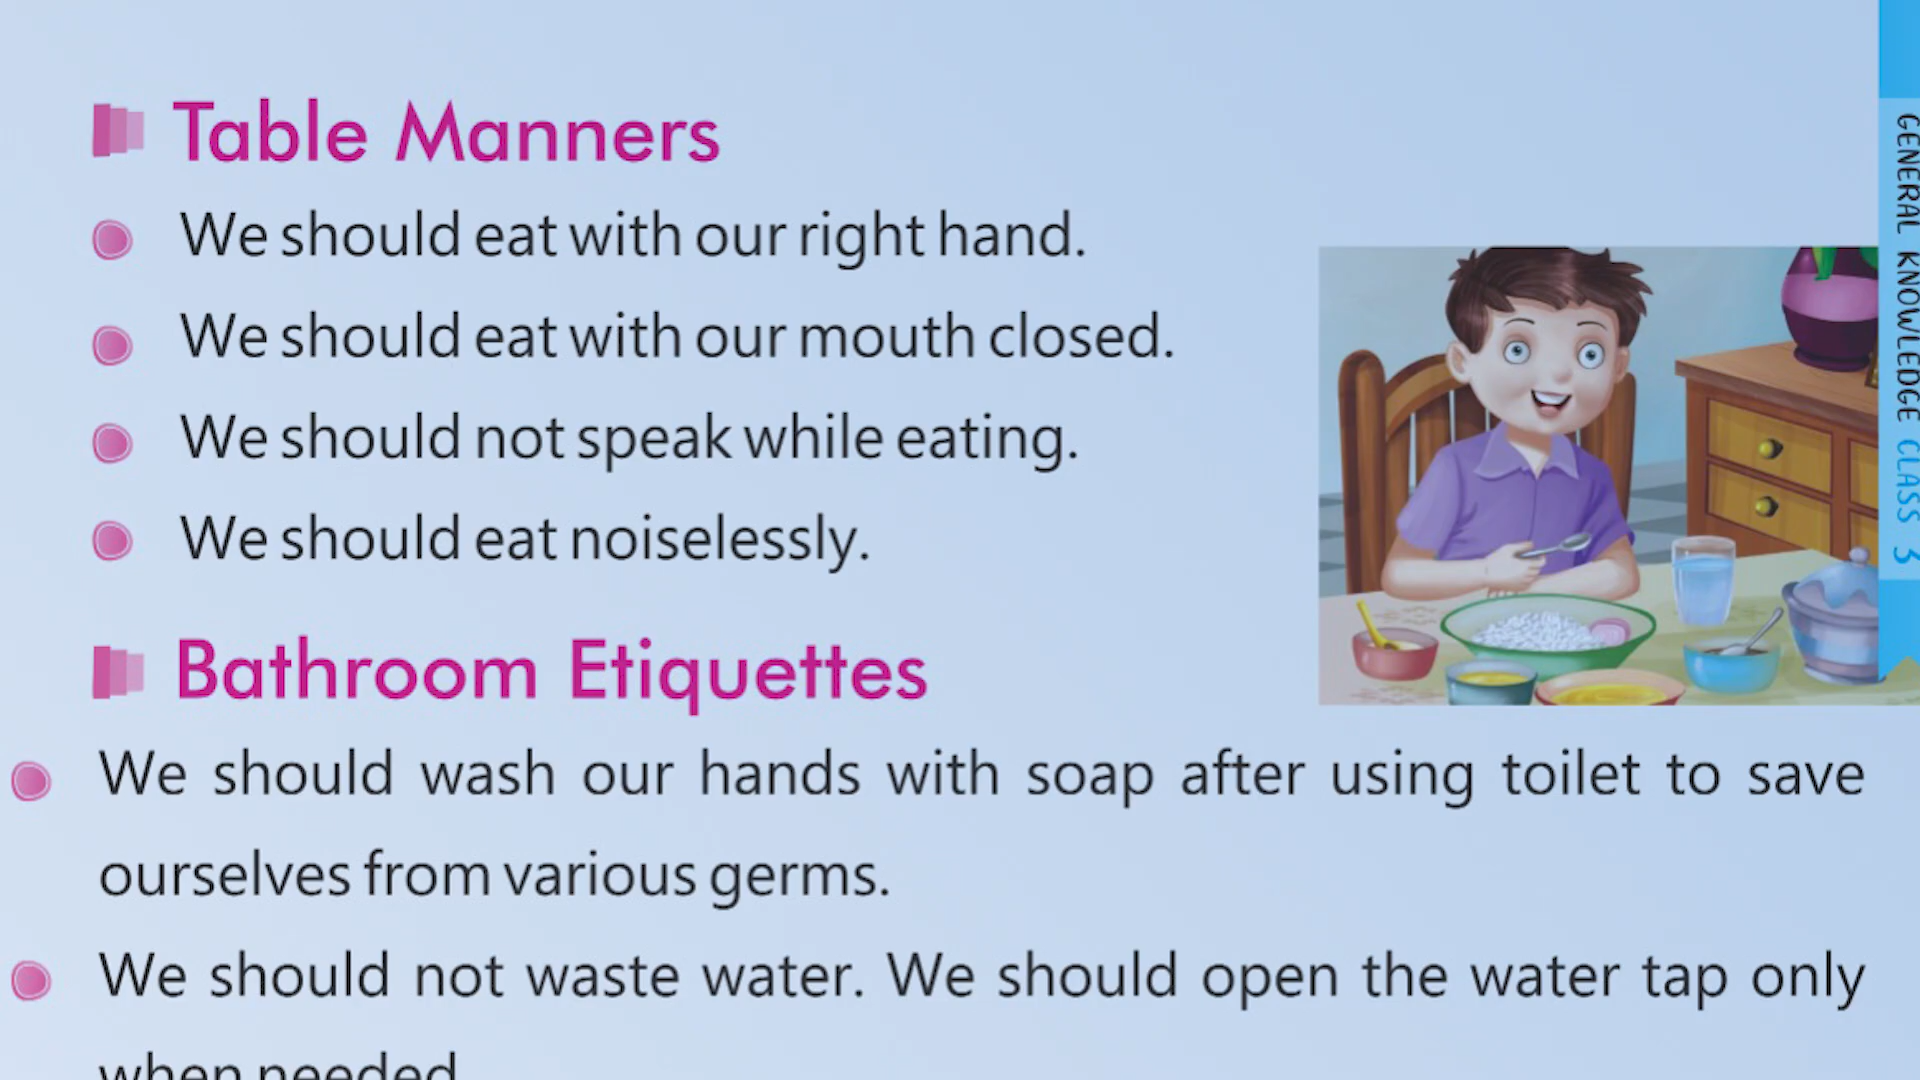 Table Manners
We should eat with our right hand.
We should eat with our mouth closed.
We should not speak while eating.
We should eat noiselessly.
Bathroom Etiquettes
We should wash our hands with soap after using toilet to save
ourselves from various germs.
We should not waste water. We should open the water tap only
when needed
GENERAL KNOWLEDGE CLASS 3